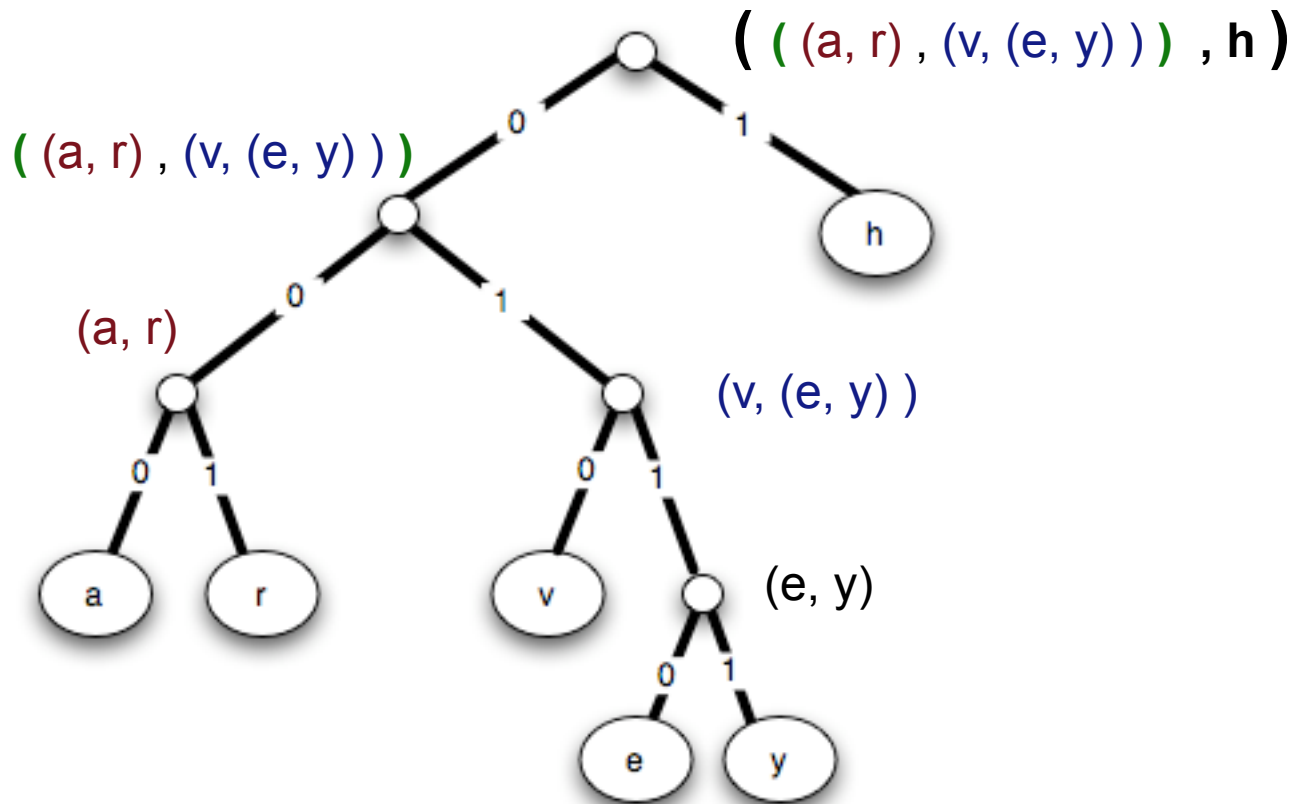 ( ( (a, r) , (v, (e, y) ) ) , h )
0 1
( (a, r) , (v, (e, y) ) )
h
0 1
(a, r)
(v, (e, y) )
0 1 0 1
a r v (e, y)
0 1
e y